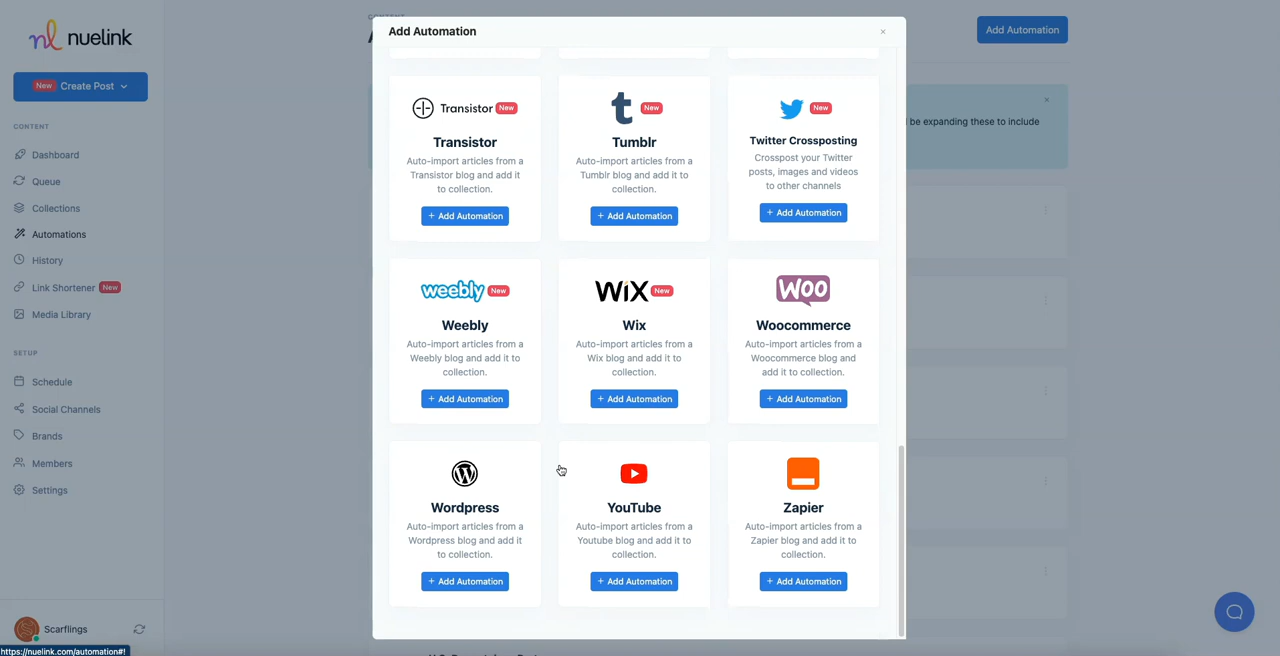 nuelink
New Create Post
CONTENT
Dashboard
Queue
Collections
Automations
History
Link Shortener New
Media Library
SETUP
Schedule
Social Channels
Brands
Members
Settings
Scarflings
https://nuelink.com/automation#!
Add Automation
×
Add Automation
×
l be expanding these to include
Transistor New
Transistor
Auto-import articles from a
Transistor blog and add it
to collection.
+ Add Automation
New
Tumblr
Auto-import articles from a
Tumblr blog and add it to
collection.
+ Add Automation
New
Twitter Crossposting
Crosspost your Twitter
posts, images and videos
to other channels
+ Add Automation
weebly New
Weebly
Auto-import articles from a
Weebly blog and add it to
collection.
+ Add Automation
WiX New
Wix
Auto-import articles from a
Wix blog and add it to
collection.
+ Add Automation
WOO
Woocommerce
Auto-import articles from a
Woocommerce blog and
add it to collection.
+ Add Automation
Wordpress
Auto-import articles from a
Wordpress blog and add it
to collection.
+ Add Automation
YouTube
Auto-import articles from a
Youtube blog and add it to
collection.
+ Add Automation
Zapier
Auto-import articles from a
Zapier blog and add it to
collection.
+ Add Automation